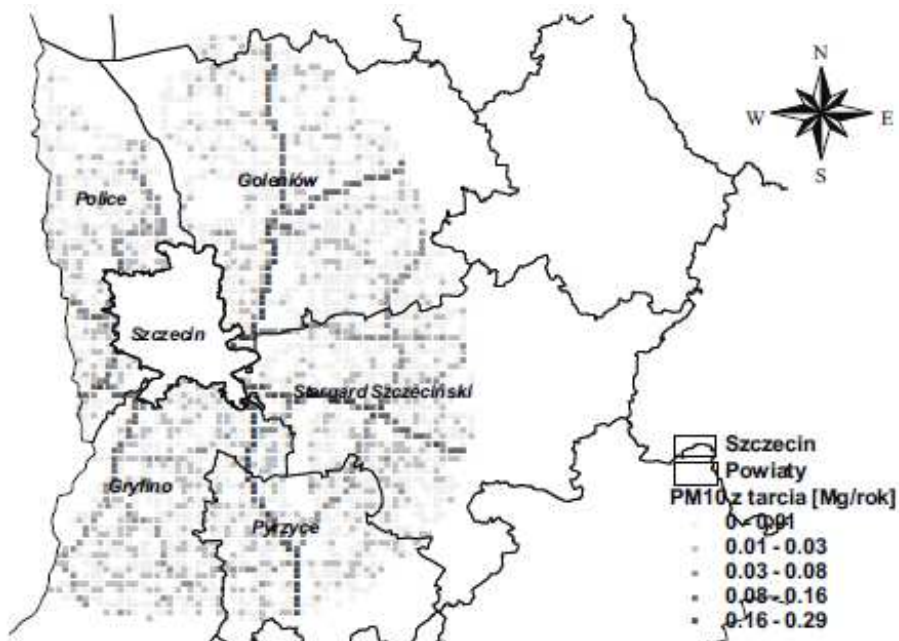 N
W E
S
Goleniów
Police
Szczecin
Stargard Szczeciński
Gryfino
Pyrzyce
Szczecin
Powiaty
PM10 z tarcia [Mg/rok]
0 - 0.01
0.01 - 0.03
0.03 - 0.08
0.08 - 0.16
0.16 - 0.29